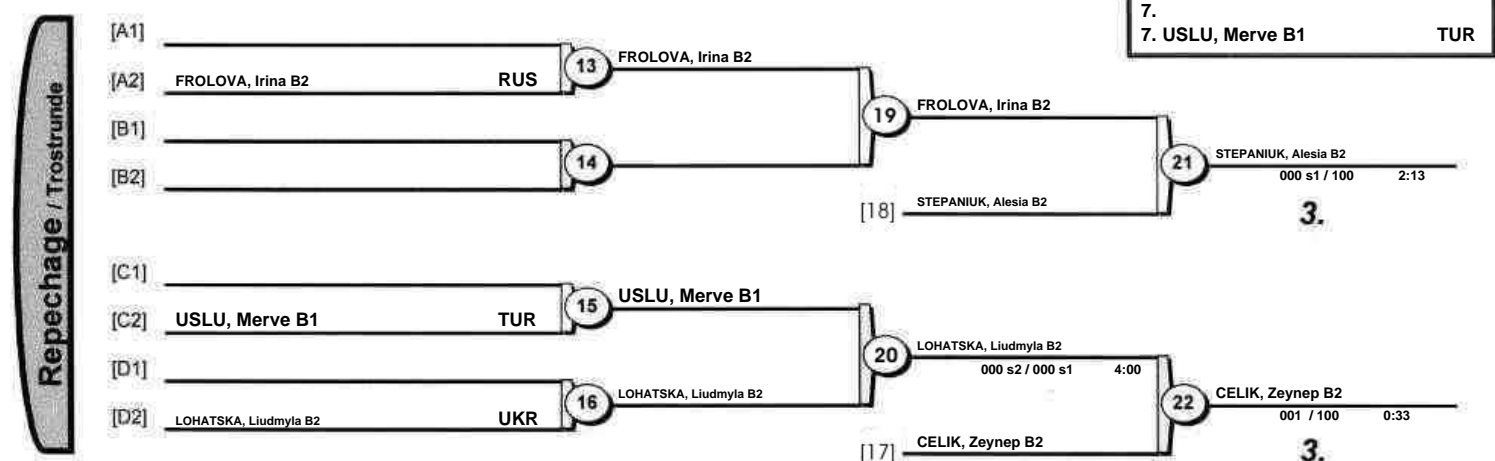 7.
7. USLU, Merve B1 TUR
Repechage / Trostrunde
[A1]
[A2] FROLOVA, Irina B2 RUS
13
FROLOVA, Irina B2
[B1]
[B2]
14
19
FROLOVA, Irina B2
[18] STEPANIUK, Alesia B2
21
STEPANIUK, Alesia B2
000 s1 / 100 2:13
3.
[C1]
[C2] USLU, Merve B1 TUR
15
USLU, Merve B1
[D1]
[D2] LOHATSKA, Liudmyla B2 UKR
16
LOHATSKA, Liudmyla B2
20
LOHATSKA, Liudmyla B2
000 s2 / 000 s1 4:00
[17] CELIK, Zeynep B2
22
CELIK, Zeynep B2
001 / 100 0:33
3.